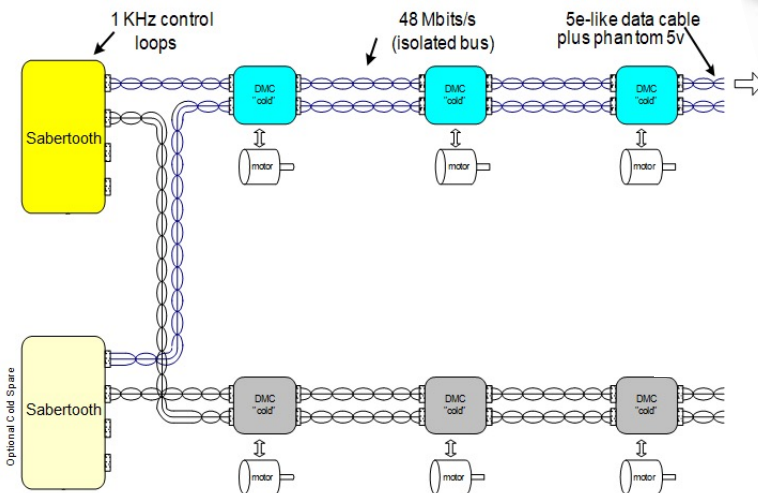 1 KHz control
loops
48 Mbits/s
(isolated bus)
5e-like data cable
plus phantom 5v
Sabertooth
DMC
"cold"
DMC
"cold"
DMC
"cold"
motor
motor
motor
Optional Cold Spare
Sabertooth
DMC
"cold"
DMC
"cold"
DMC
"cold"
motor
motor
motor